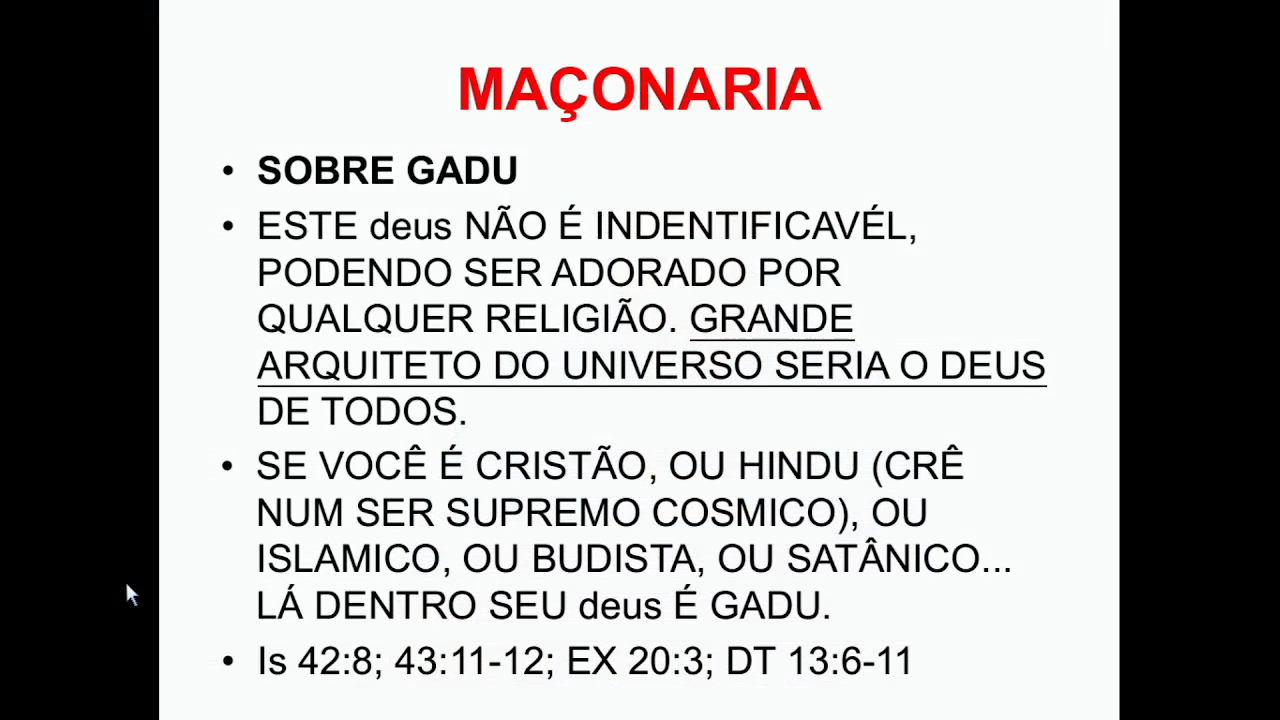 MAÇONARIA
• SOBRE GADU
• ESTE deus NÃO É INDENTIFICAVÉL,
PODENDO SER ADORADO POR
QUALQUER RELIGIÃO. GRANDE
ARQUITETO DO UNIVERSO SERIA O DEUS
DE TODOS.
• SE VOCÊ É CRISTÃO, OU HINDU (CRÊ
NUM SER SUPREMO COSMICO), OU
ISLAMICO, OU BUDISTA, OU SATÂNICO...
LÁ DENTRO SEU deus É GADU.
• Is 42:8; 43:11-12; EX 20:3; DT 13:6-11